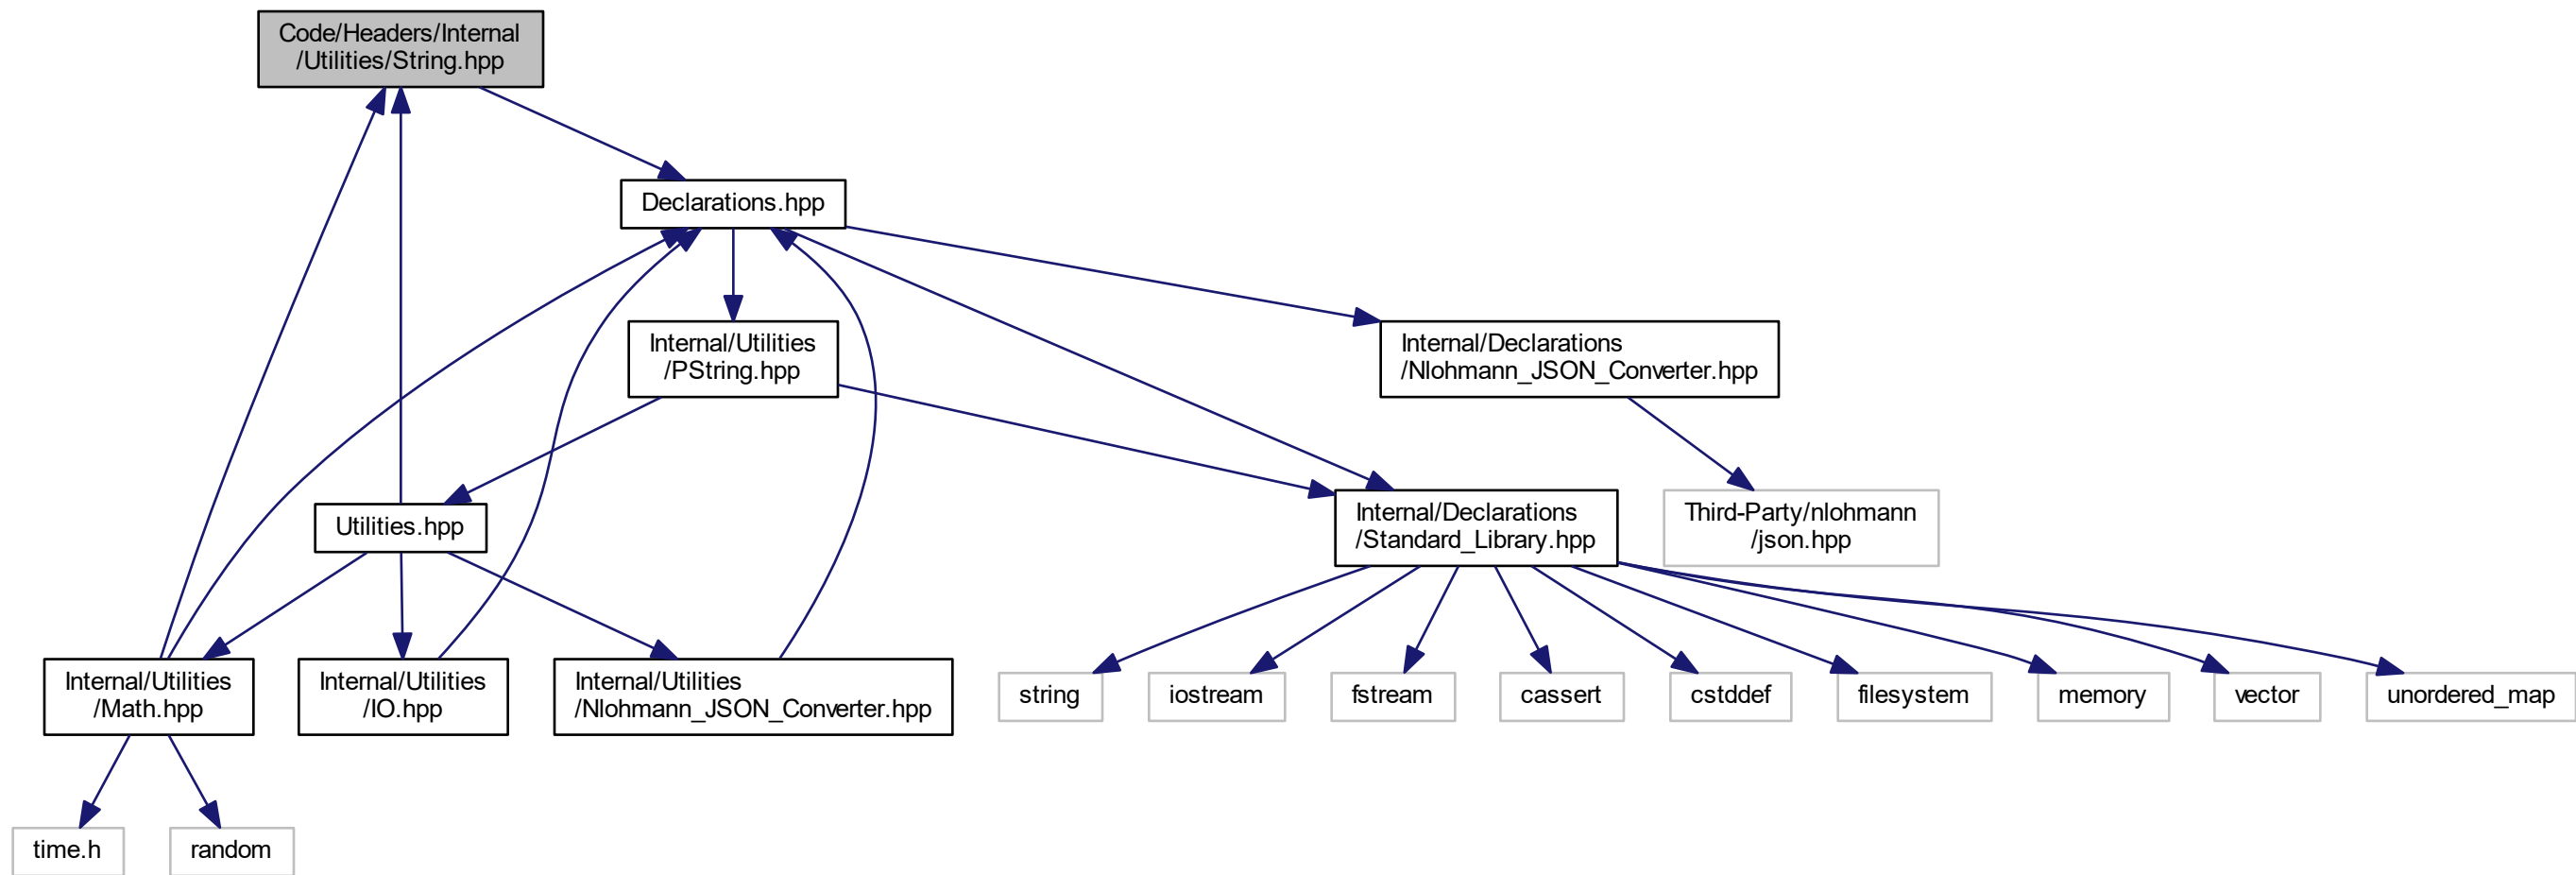 Code/Headers/Internal
/Utilities/String.hpp
Declarations.hpp
Internal/Utilities
/PString.hpp
Internal/Declarations
/Nlohmann_JSON_Converter.hpp
Utilities.hpp
Internal/Declarations
/Standard_Library.hpp
Third-Party/nlohmann
/json.hpp
Internal/Utilities
/Math.hpp
Internal/Utilities
/IO.hpp
Internal/Utilities
/Nlohmann_JSON_Converter.hpp
string
iostream
fstream
cassert
cstddef
filesystem
memory
vector
unordered_map
time.h
random